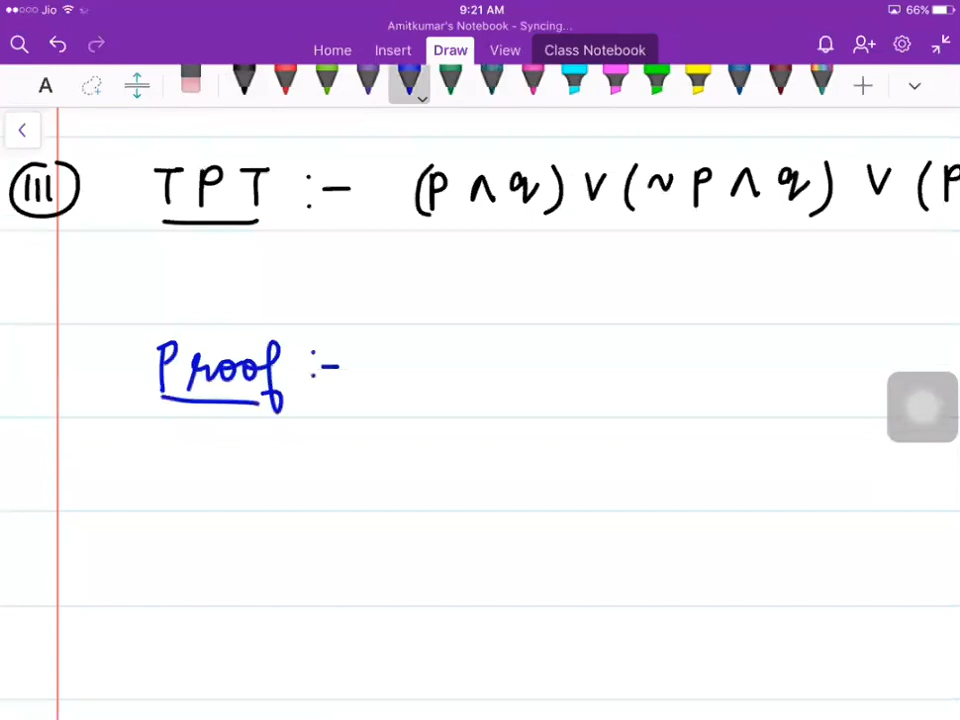 Jio 9:21 AM 66%
Amitkumar's Notebook - Syncing...
Home Insert Draw View Class Notebook
A
III TPT :- (p ∧ q) ∨ (~ p ∧ q) ∨ (p
Proof :-